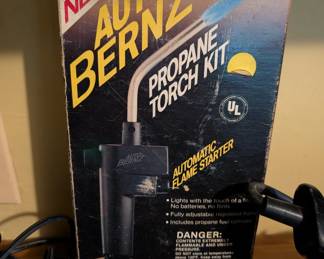 NE
AUTO
BERNZ
PROPANE
TORCH KIT
UL
AUTOMATIC
FLAME STARTER
• Lights with the touch of a
No batteries, no
• Fully adjustable
• Includes propane fuel
DANGER:
CONTENTS EXTREMELY
FLAMMABLE AND UNDER
PRESSURE.